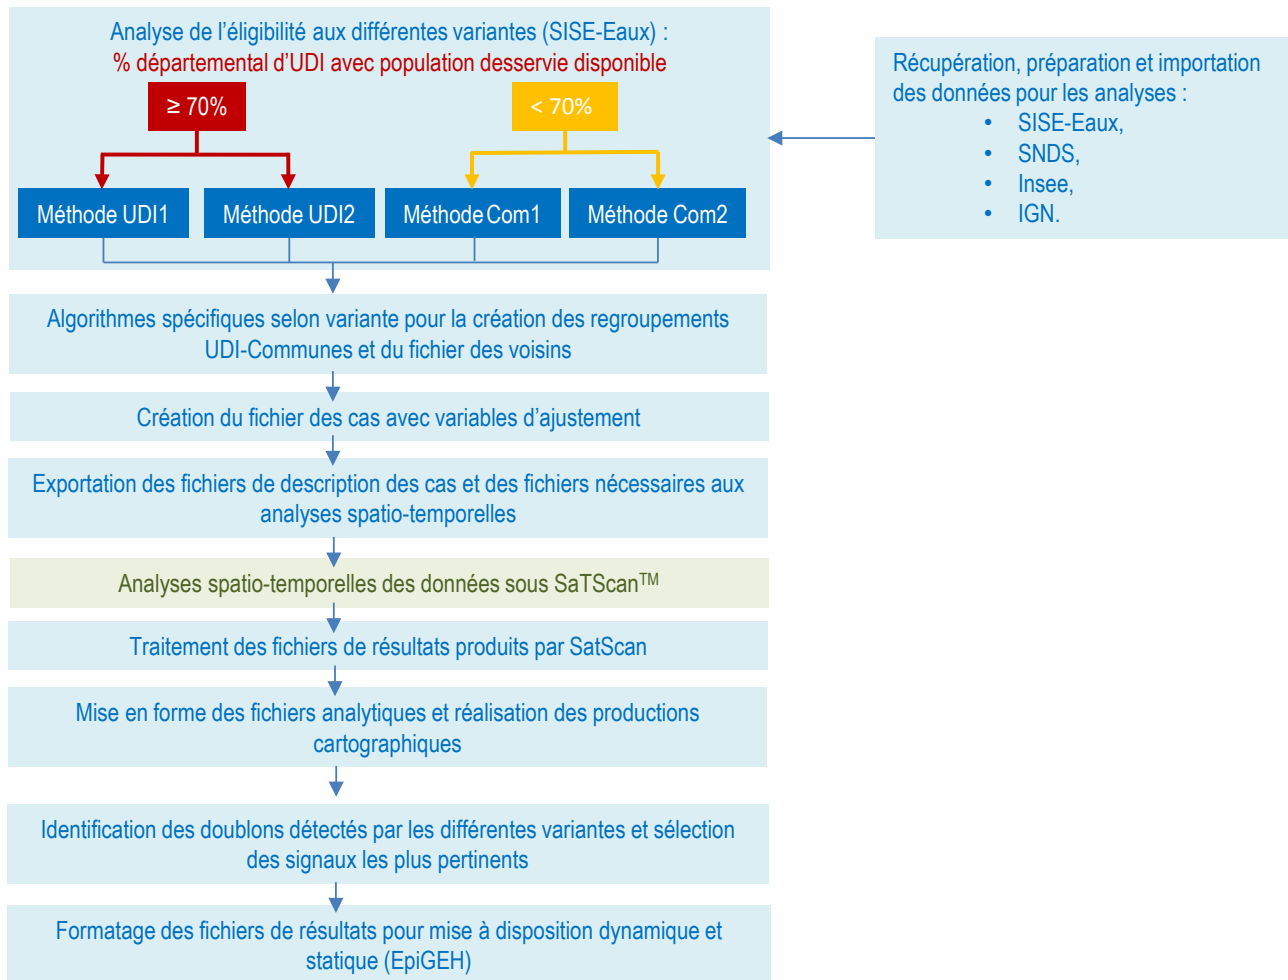 Analyse de l’éligibilité aux différentes variantes (SISE-Eaux) :
% départemental d’UDI avec population desservie disponible
≥ 70%
< 70%
Méthode UDI1
Méthode UDI2
Méthode Com1
Méthode Com2
Récupération, préparation et importation
des données pour les analyses :
• SISE-Eaux,
• SNDS,
• Insee,
• IGN.
Algorithmes spécifiques selon variante pour la création des regroupements
UDI-Communes et du fichier des voisins
Création du fichier des cas avec variables d’ajustement
Exportation des fichiers de description des cas et des fichiers nécessaires aux
analyses spatio-temporelles
Analyses spatio-temporelles des données sous SaTScanTM
Traitement des fichiers de résultats produits par SatScan
Mise en forme des fichiers analytiques et réalisation des productions
cartographiques
Identification des doublons détectés par les différentes variantes et sélection
des signaux les plus pertinents
Formatage des fichiers de résultats pour mise à disposition dynamique et
statique (EpiGEH)